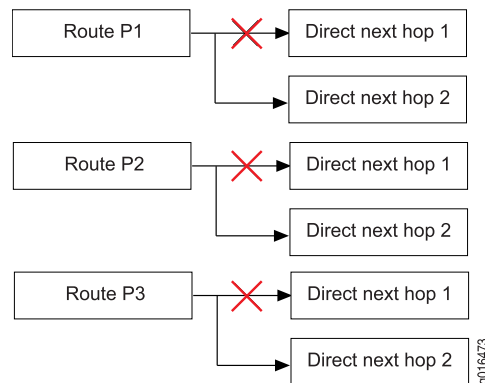 Route P1
Direct next hop 1
Direct next hop 2
Route P2
Direct next hop 1
Direct next hop 2
Route P3
Direct next hop 1
Direct next hop 2
g016473